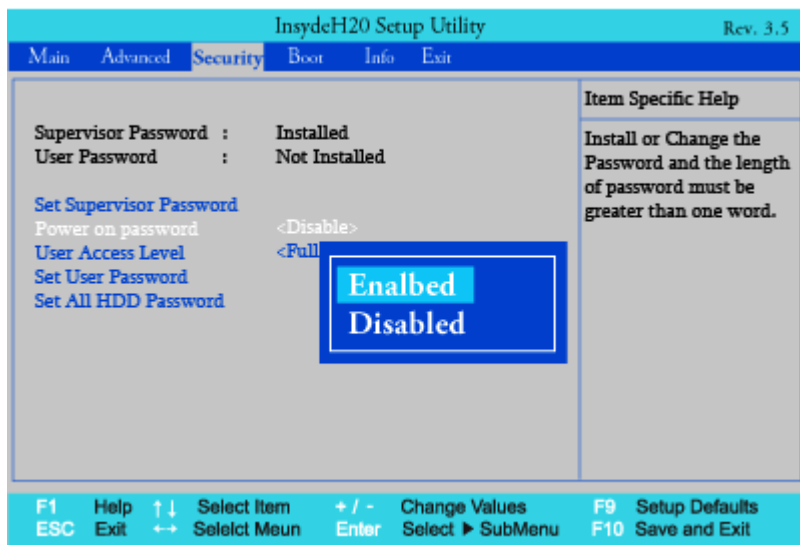 InsydeH20 Setup Utility Rev. 3.5
Main Advanced Security Boot Info Exit
Item Specific Help
Supervisor Password : Installed
User Password : Not Installed
Install or Change the
Password and the length
of password must be
greater than one word.
Set Supervisor Password
Power on password <Disable>
User Access Level <Full
Set User Password
Set All HDD Password
Enalbed
Disabled
F1 Help ↑↓ Select Item + / - Change Values F9 Setup Defaults
ESC Exit ↔ Selelct Meun Enter Select ▶ SubMenu F10 Save and Exit